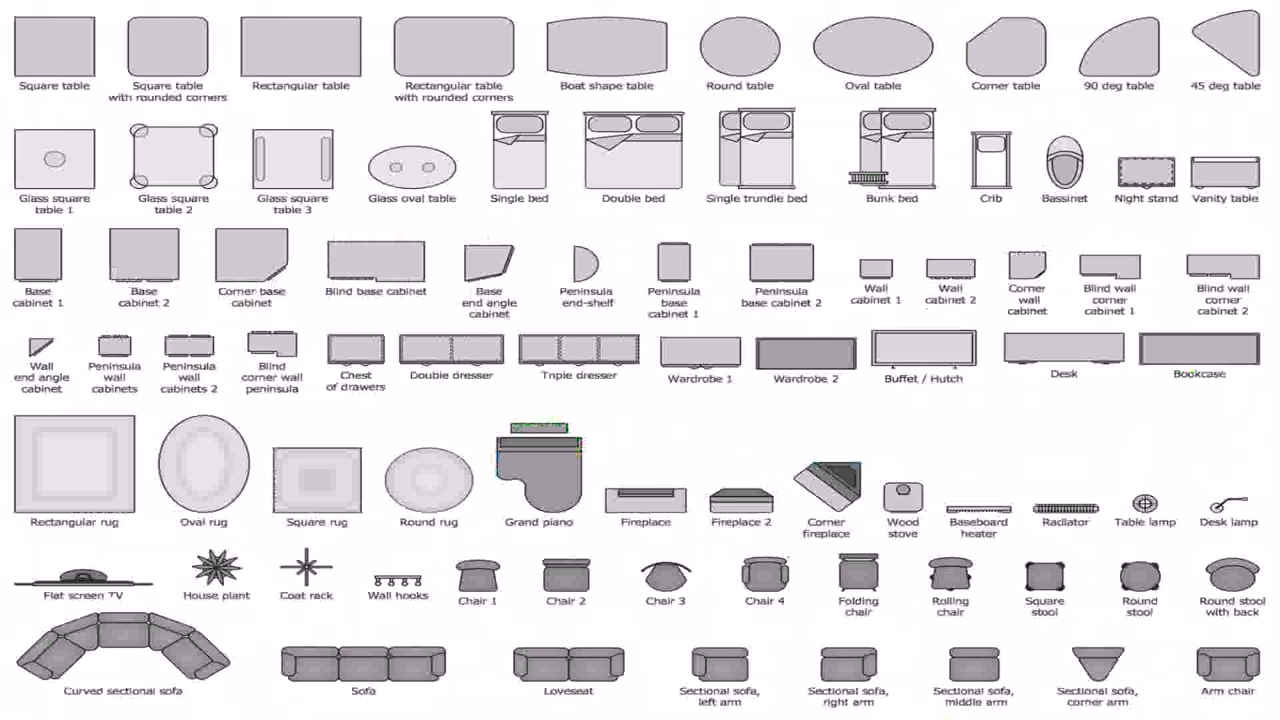 Square table
Square table
with rounded corners
Rectangular table
Rectangular table
with rounded corners
Boat shape table
Round table
Oval table
Corner table
90 deg table
45 deg table
Glass square
table 1
Glass square
table 2
Glass square
table 3
Glass oval table
Single bed
Double bed
Single trundle bed
Bunk bed
Crib
Bassinet
Night stand
Vanity table
Base
cabinet 1
Base
cabinet 2
Corner base
cabinet
Blind base cabinet
Base
end angle
cabinet
Peninsula
end-shelf
Peninsula
base
cabinet 1
Peninsula
base cabinet 2
Wall
cabinet 1
Wall
cabinet 2
Corner
wall
cabinet
Blind wall
corner
cabinet 1
Blind wall
corner
cabinet 2
Wall
end angle
cabinet
Peninsula
wall
cabinets
Peninsula
wall
cabinets 2
Blind
corner wall
peninsula
Chest
of drawers
Double dresser
Triple dresser
Wardrobe 1
Wardrobe 2
Buffet / Hutch
Desk
Bookcase
Rectangular rug
Oval rug
Square rug
Round rug
Grand piano
Fireplace
Fireplace 2
Corner
fireplace
Wood
stove
Baseboard
heater
Radiator
Table lamp
Desk lamp
Flat screen TV
House plant
Coat rack
Wall hooks
Chair 1
Chair 2
Chair 3
Chair 4
Folding
chair
Rolling
chair
Square
stool
Round
stool
Round stool
with back
Curved sectional sofa
Sofa
Loveseat
Sectional sofa,
left arm
Sectional sofa,
right arm
Sectional sofa,
middle arm
Sectional sofa,
corner arm
Arm chair